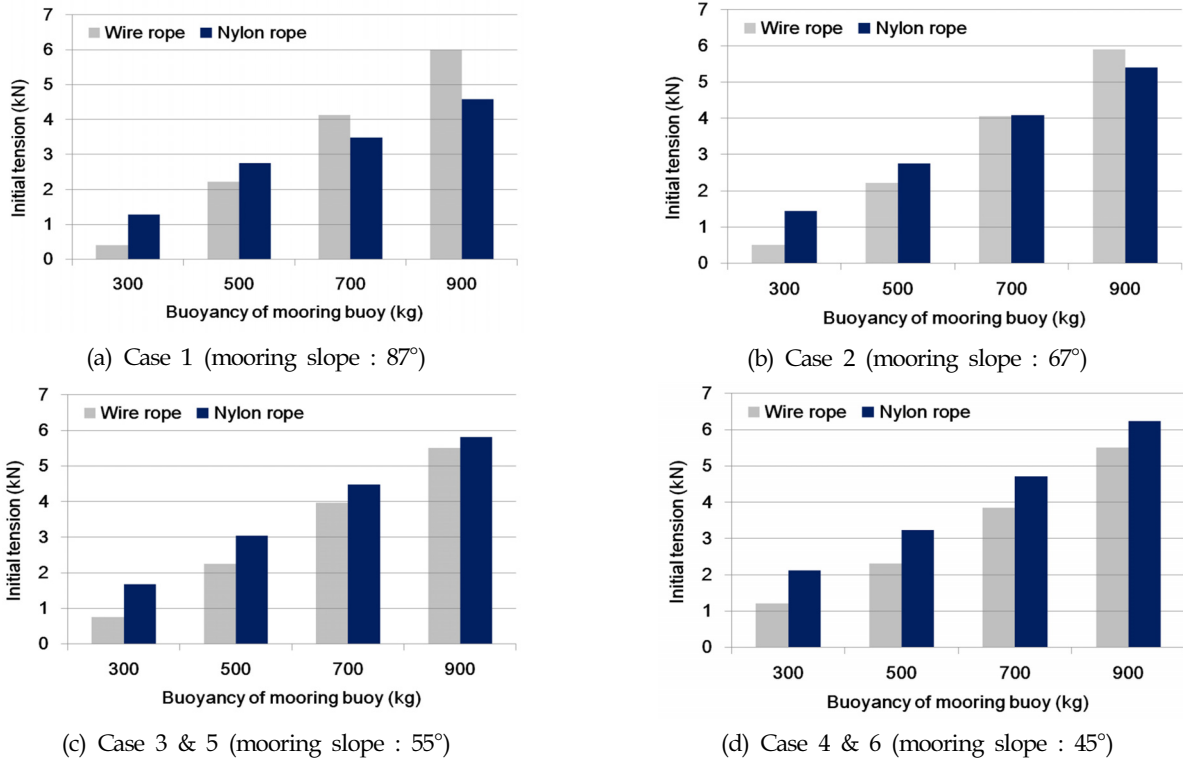 Wire rope Nylon rope
7
6
5
4
3
2
1
0
Initial tension (kN)
300 500 700 900
Buoyancy of mooring buoy (kg)
(a) Case 1 (mooring slope : 87°)
Wire rope Nylon rope
7
6
5
4
3
2
1
0
Initial tension (kN)
300 500 700 900
Buoyancy of mooring buoy (kg)
(b) Case 2 (mooring slope : 67°)
Wire rope Nylon rope
7
6
5
4
3
2
1
0
Initial tension (kN)
300 500 700 900
Buoyancy of mooring buoy (kg)
(c) Case 3 & 5 (mooring slope : 55°)
Wire rope Nylon rope
7
6
5
4
3
2
1
0
Initial tension (kN)
300 500 700 900
Buoyancy of mooring buoy (kg)
(d) Case 4 & 6 (mooring slope : 45°)